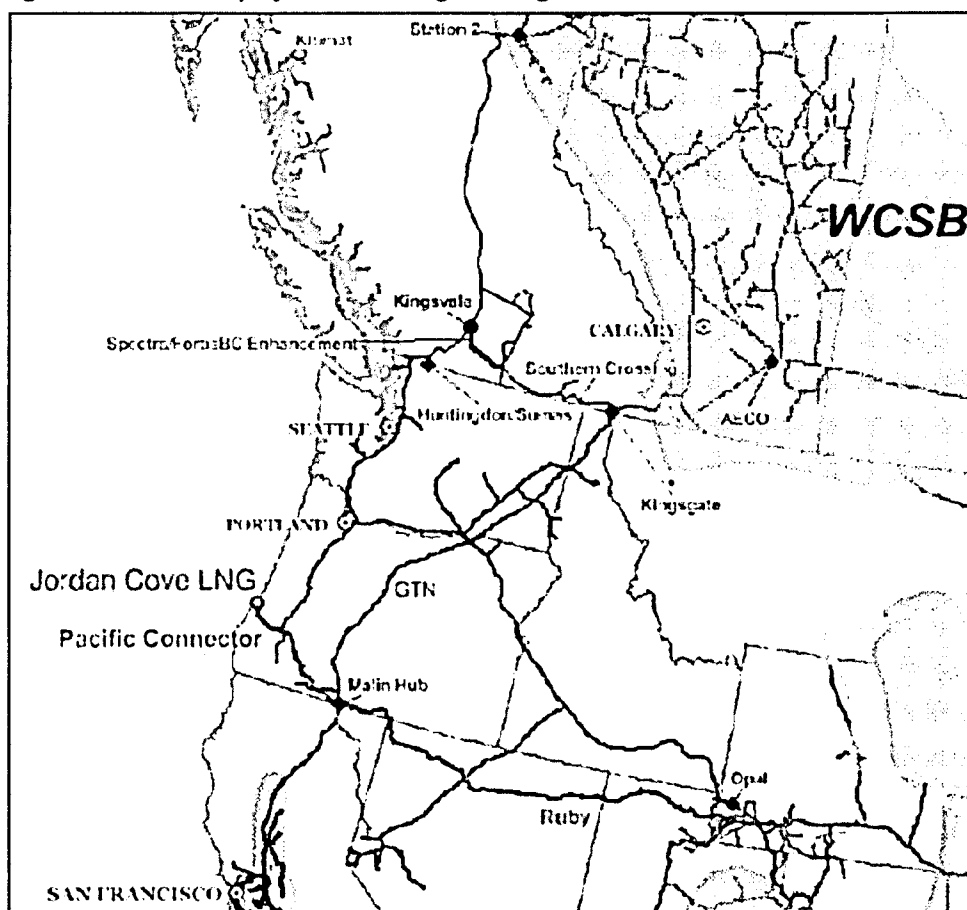 Kitimat
Station 2
WCSB
Kingsvale
CALGARY
Spectra/FortisBC Enhancement
Southern Crossing
Huntingdon/Sumas
AECO
SEATTLE
Kingsgate
PORTLAND
Jordan Cove LNG
GTN
Pacific Connector
Malin Hub
Opal
Ruby
SAN FRANCISCO